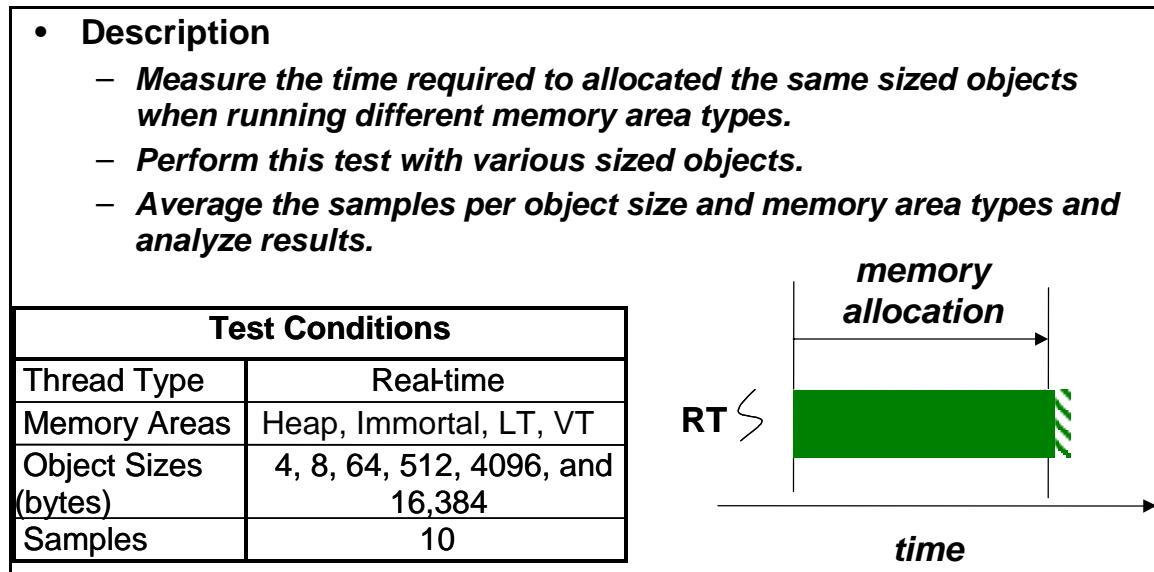 • Description
– Measure the time required to allocated the same sized objects
when running different memory area types.
– Perform this test with various sized objects.
– Average the samples per object size and memory area types and
analyze results.
Test Conditions
Thread Type Real-time
Memory Areas Heap, Immortal, LT, VT
Object Sizes 4, 8, 64, 512, 4096, and
(bytes) 16,384
Samples 10
memory
allocation
RT
time